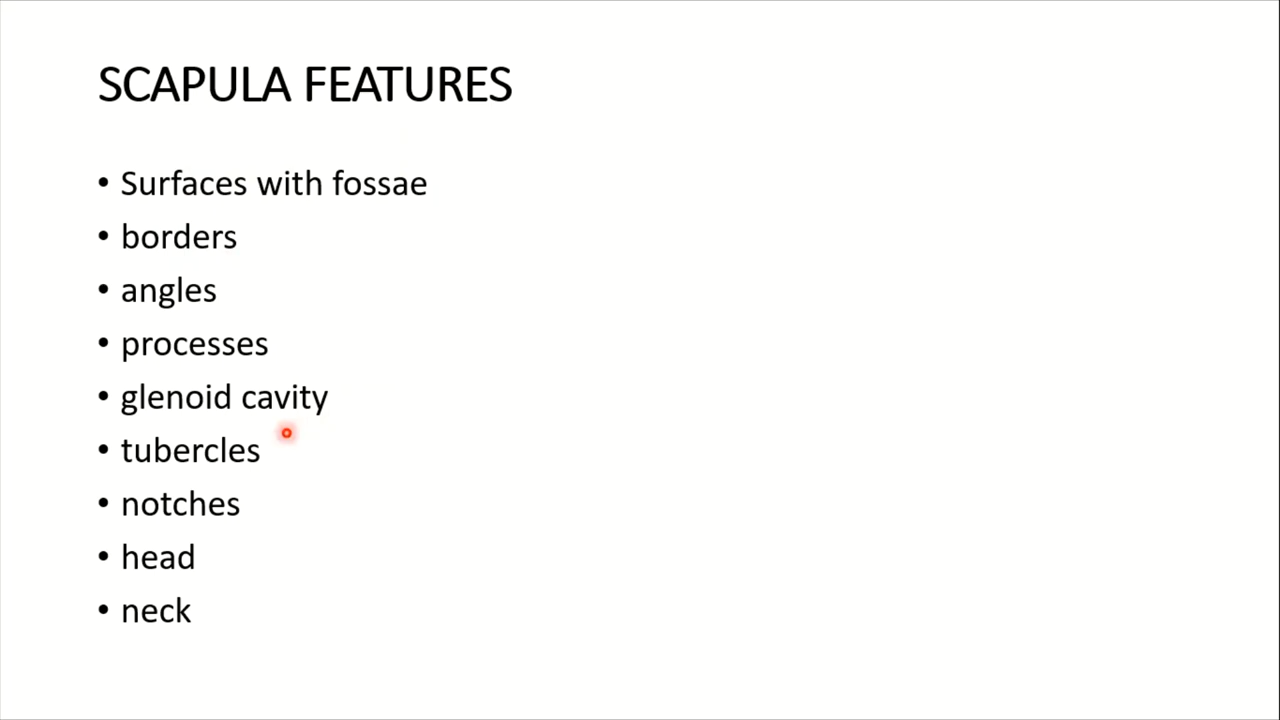 SCAPULA FEATURES
• Surfaces with fossae
• borders
• angles
• processes
• glenoid cavity
• tubercles
• notches
• head
• neck